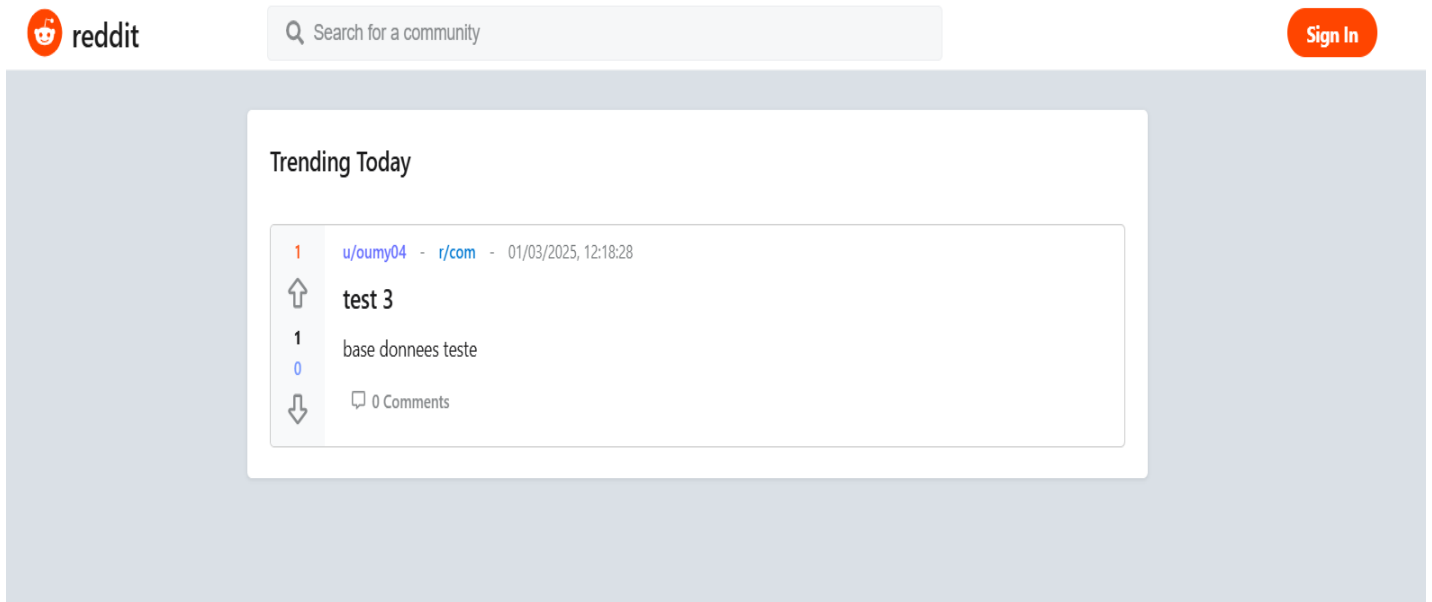 reddit
Search for a community
Sign In
Trending Today
1
u/oumy04 - r/com - 01/03/2025, 12:18:28
test 3
1
base donnees teste
0
0 Comments